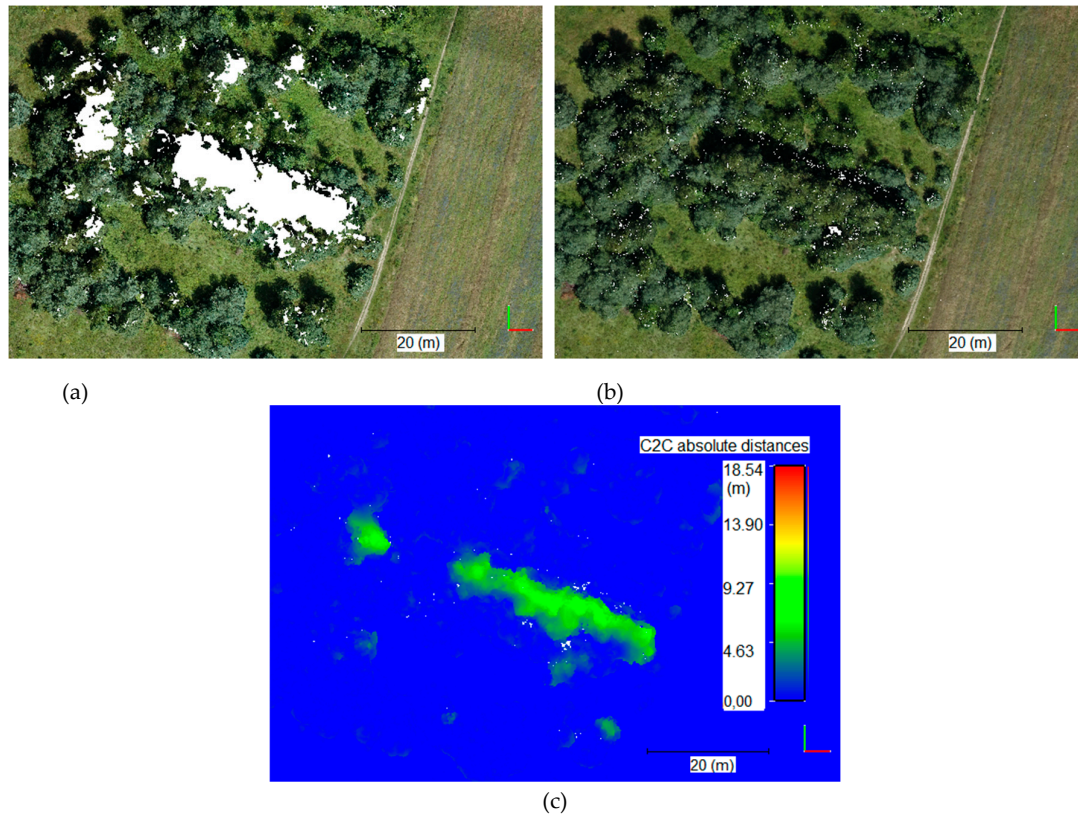 20 (m)
20 (m)
(a)
(b)
C2C absolute distances
18.54
(m)
13.90
9.27
4.63
0,00
20 (m)
(c)